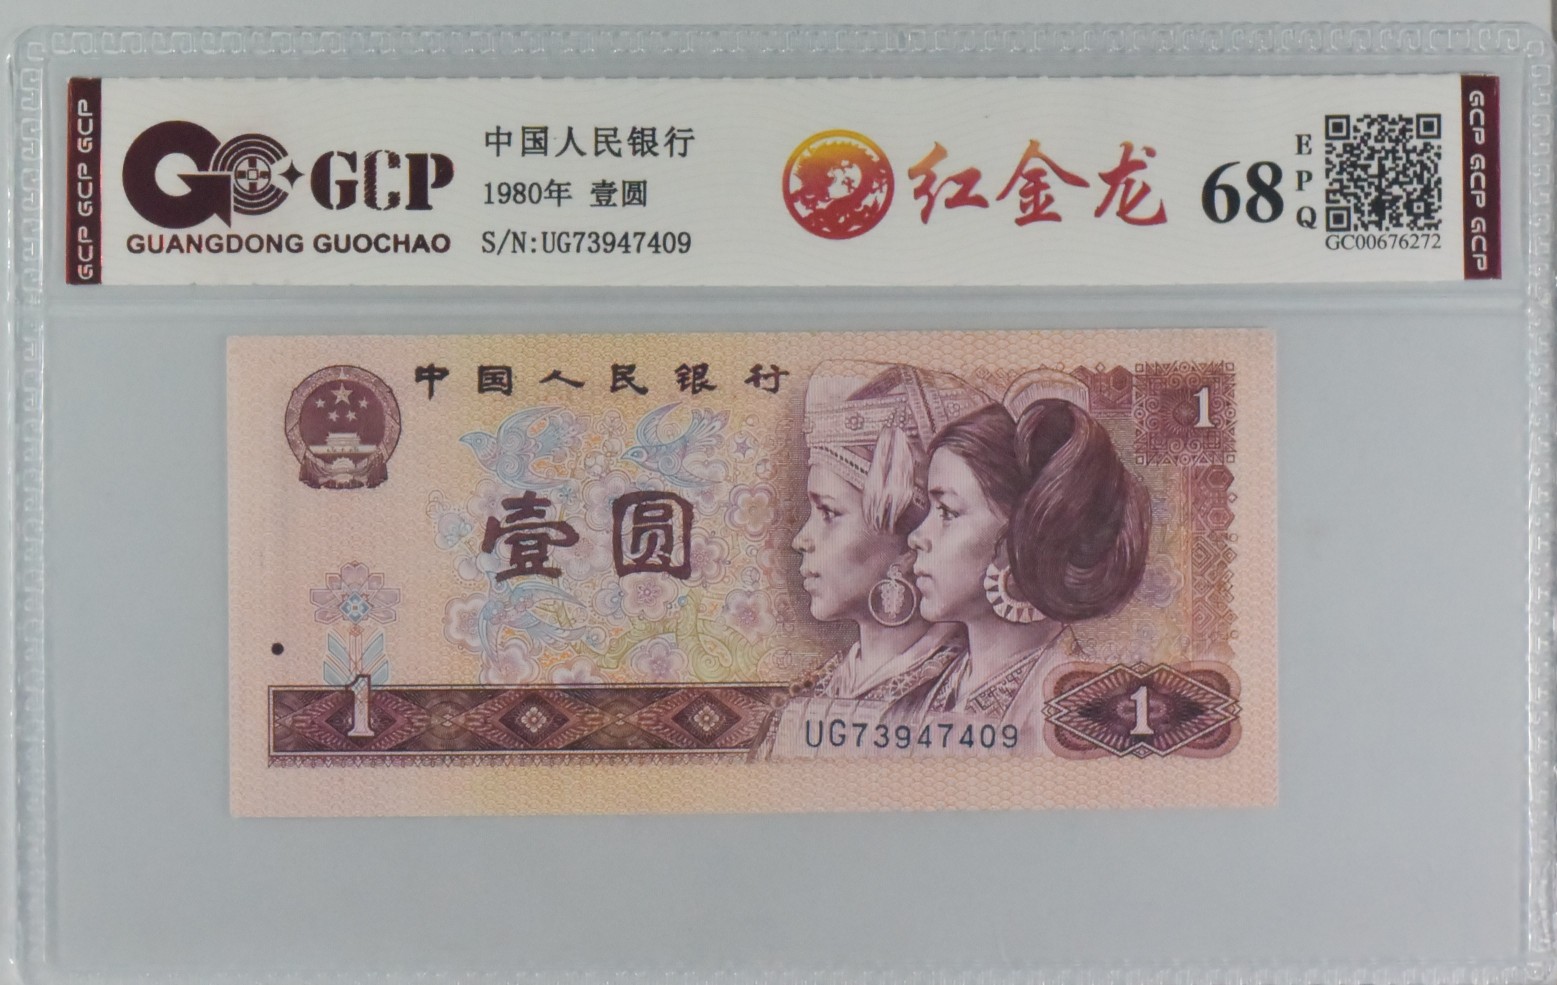 GCP GCP GCP
GCP
GUANGDONG GUOCHAO
中国人民银行
1980年 壹圆
S/N:UG73947409
红金龙
68
EPQ
GC00676272
GCP GCP GCP
中国人民银行
1
壹圆
1
UG73947409
1